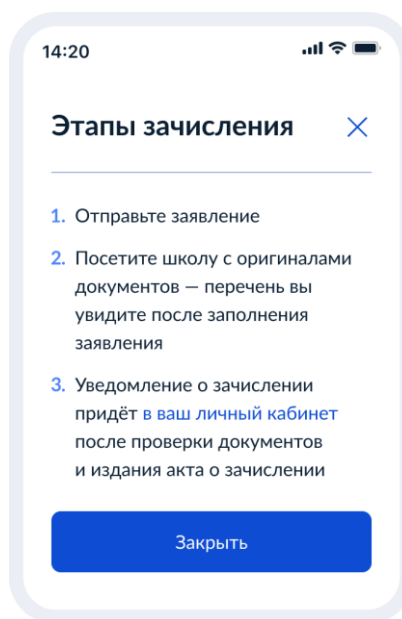 14:20
Этапы зачисления
1. Отправьте заявление
2. Посетите школу с оригиналами
документов — перечень вы
увидите после заполнения
заявления
3. Уведомление о зачислении
придёт в ваш личный кабинет
после проверки документов
и издания акта о зачислении
Закрыть